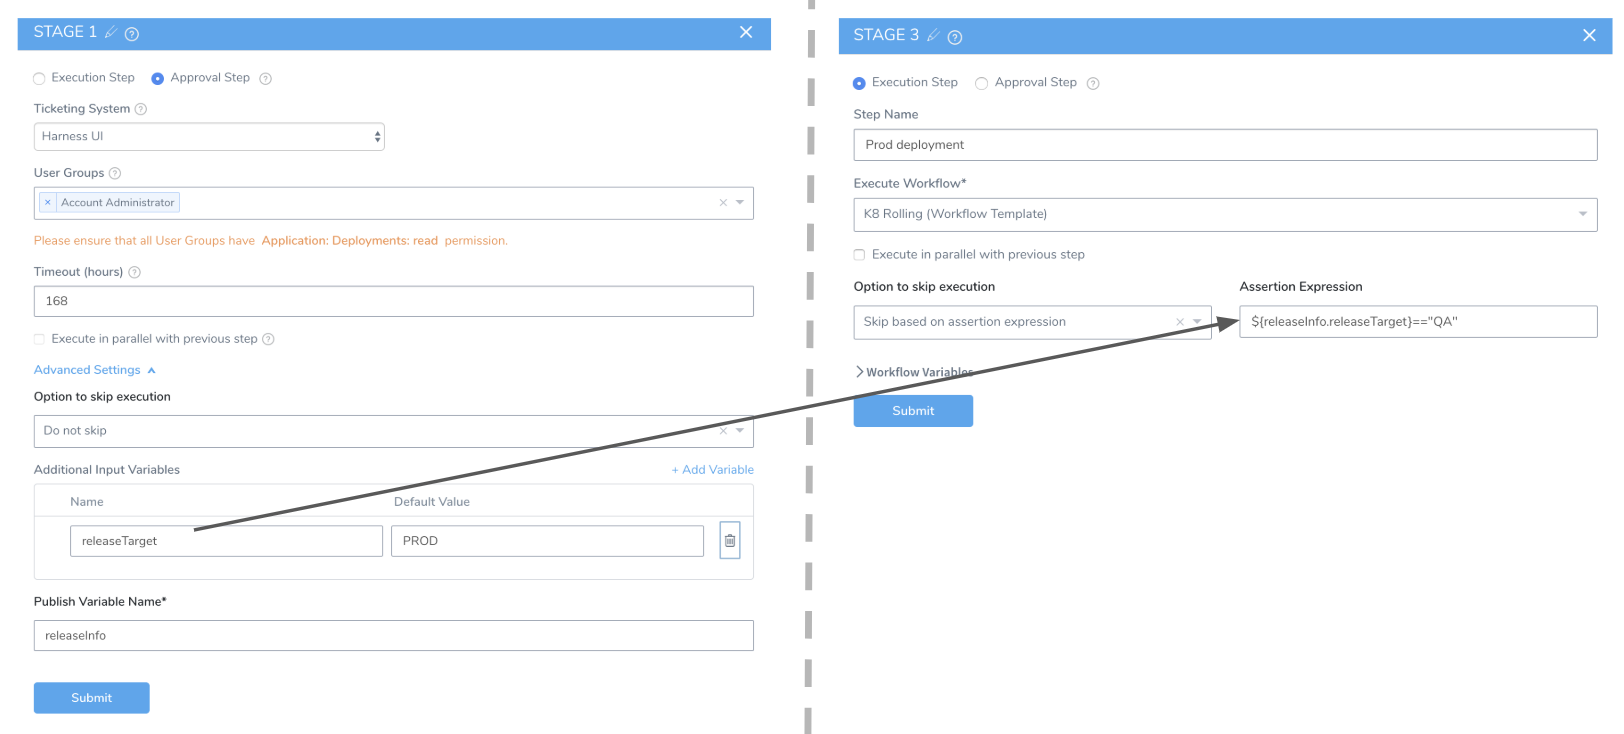 STAGE 1
Execution Step Approval Step
Ticketing System
Harness UI
User Groups
× Account Administrator
Please ensure that all User Groups have Application: Deployments: read permission.
Timeout (hours)
168
Execute in parallel with previous step
Advanced Settings
Option to skip execution
Do not skip
Additional Input Variables + Add Variable
Name Default Value
releaseTarget PROD
Publish Variable Name*
releaseInfo
Submit
STAGE 3
Execution Step Approval Step
Step Name
Prod deployment
Execute Workflow*
K8 Rolling (Workflow Template)
Execute in parallel with previous step
Option to skip execution Assertion Expression
Skip based on assertion expression ${releaseInfo.releaseTarget}=="QA"
Workflow Variables
Submit